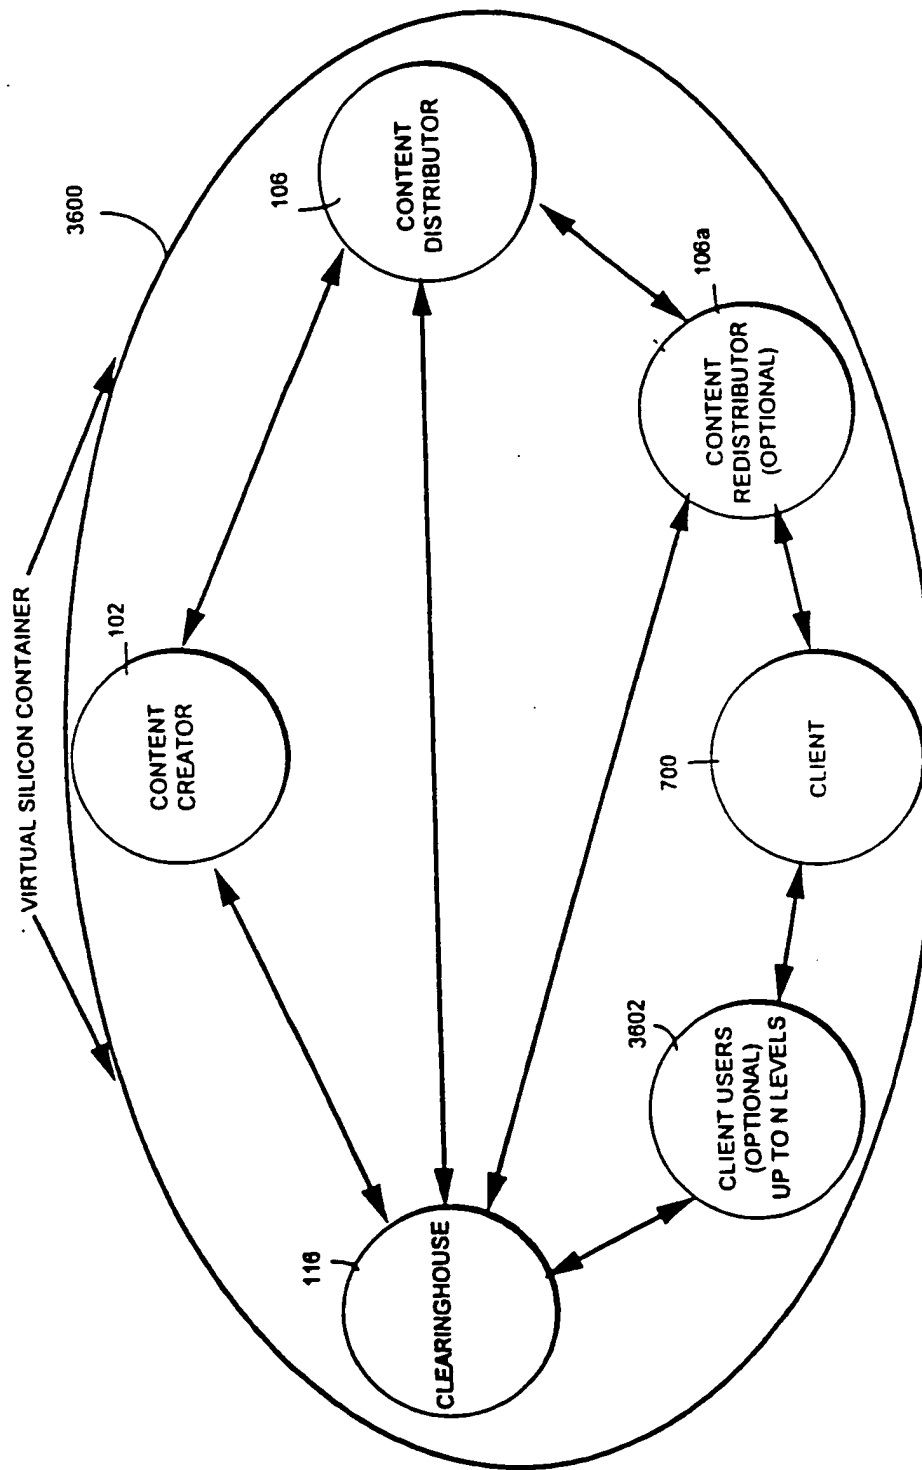 VIRTUAL SILICON CONTAINER
3600
102
CONTENT
CREATOR
106
CONTENT
DISTRIBUTOR
116
CLEARINGHOUSE
106a
CONTENT
REDISTRIBUTOR
(OPTIONAL)
3602
CLIENT USERS
(OPTIONAL)
UP TO N LEVELS
700
CLIENT